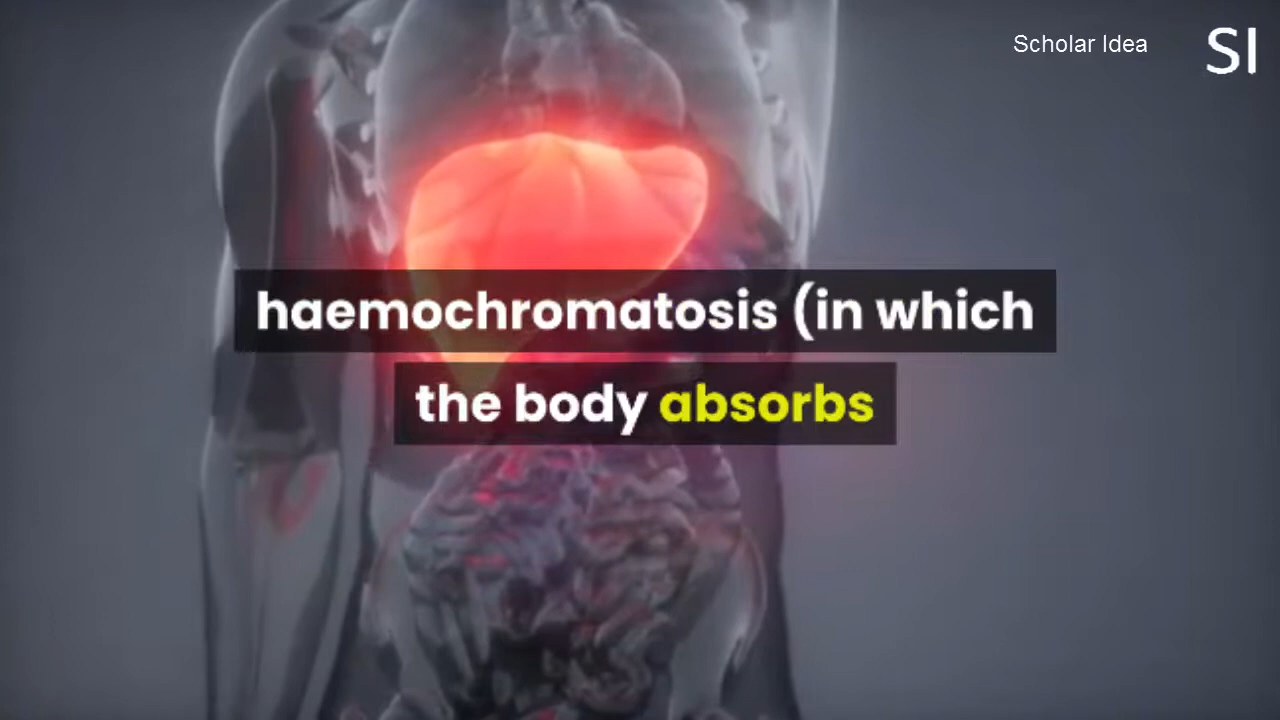 Scholar Idea
SI
haemochromatosis (in which
the body absorbs